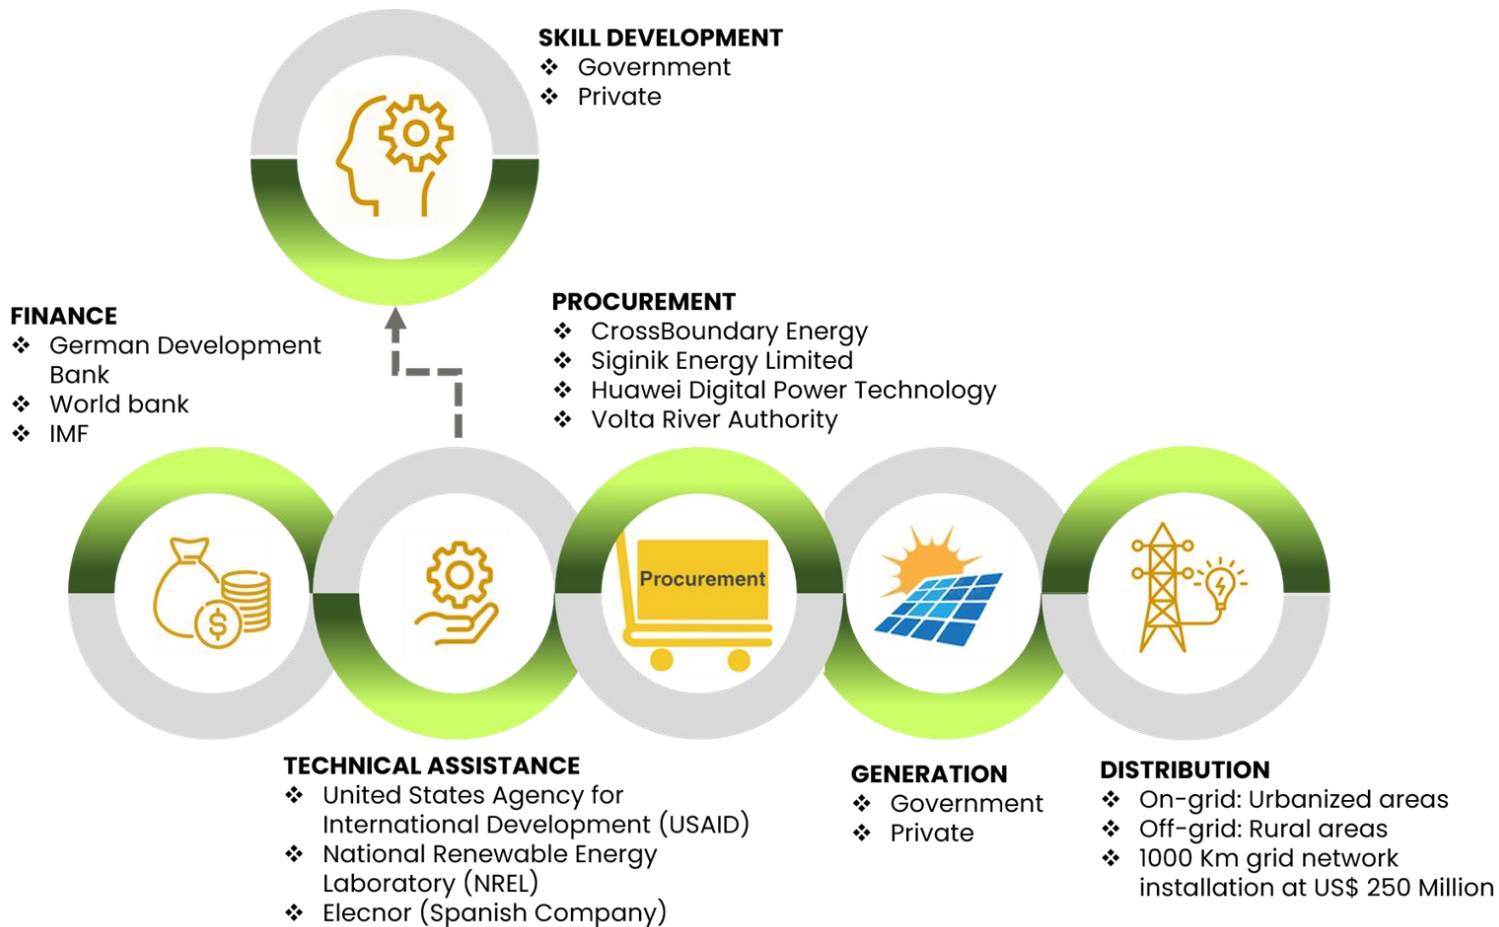 SKILL DEVELOPMENT
❖ Government
❖ Private
FINANCE
❖ German Development
Bank
❖ World bank
❖ IMF
PROCUREMENT
❖ CrossBoundary Energy
❖ Siginik Energy Limited
❖ Huawei Digital Power Technology
❖ Volta River Authority
$
Procurement
TECHNICAL ASSISTANCE
❖ United States Agency for
International Development (USAID)
❖ National Renewable Energy
Laboratory (NREL)
❖ Elecnor (Spanish Company)
GENERATION
❖ Government
❖ Private
DISTRIBUTION
❖ On-grid: Urbanized areas
❖ Off-grid: Rural areas
❖ 1000 Km grid network
installation at US$ 250 Million